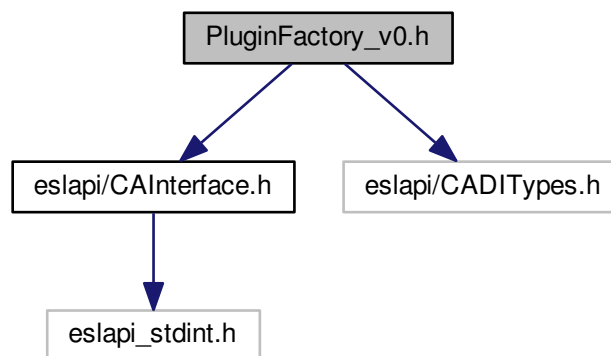 PluginFactory_v0.h
eslapi/CAInterface.h
eslapi/CADITypes.h
eslapi_stdint.h